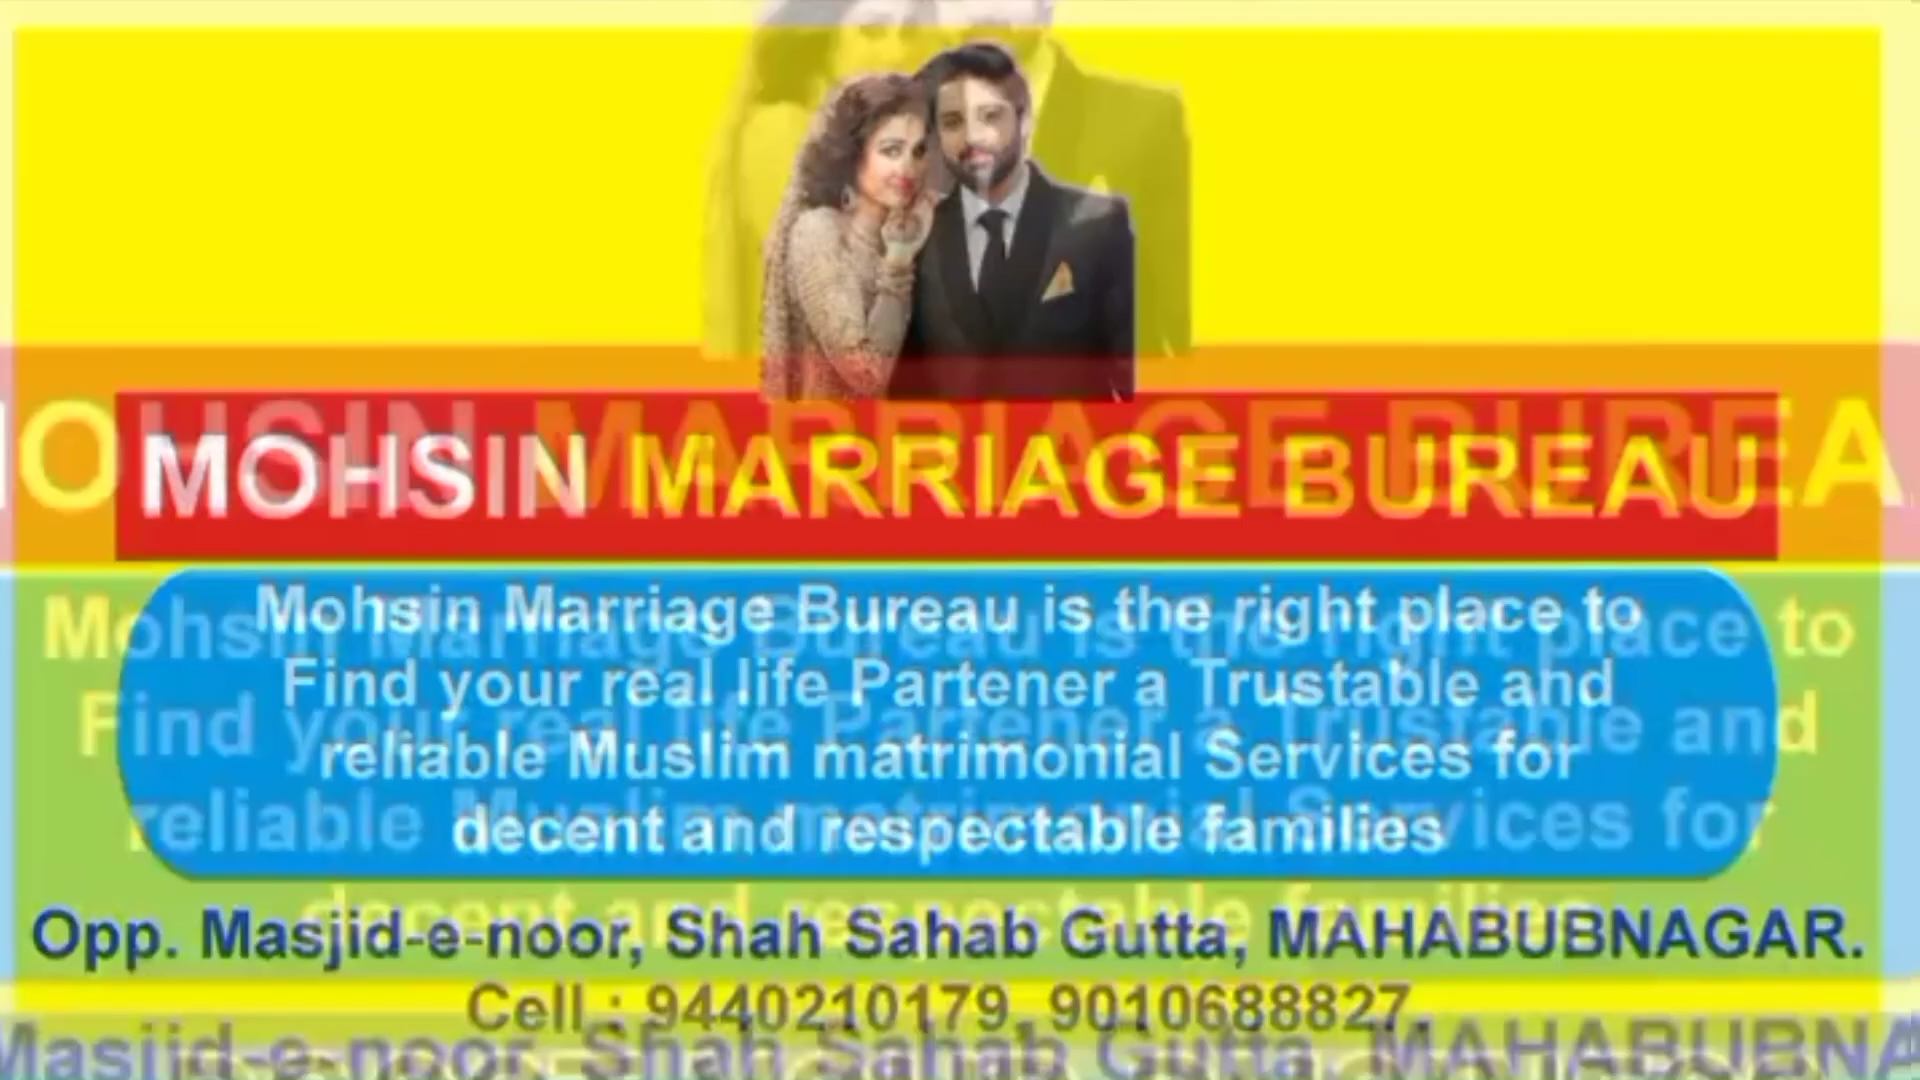 MOHSIN MARRIAGE BUREAU
Mohsin Marriage Bureau is the right place to
Find your real life Partener a Trustable and
reliable Muslim matrimonial Services for
decent and respectable families
Opp. Masjid-e-noor, Shah Sahab Gutta, MAHABUBNAGAR.
Cell : 9440210179, 9010688827.